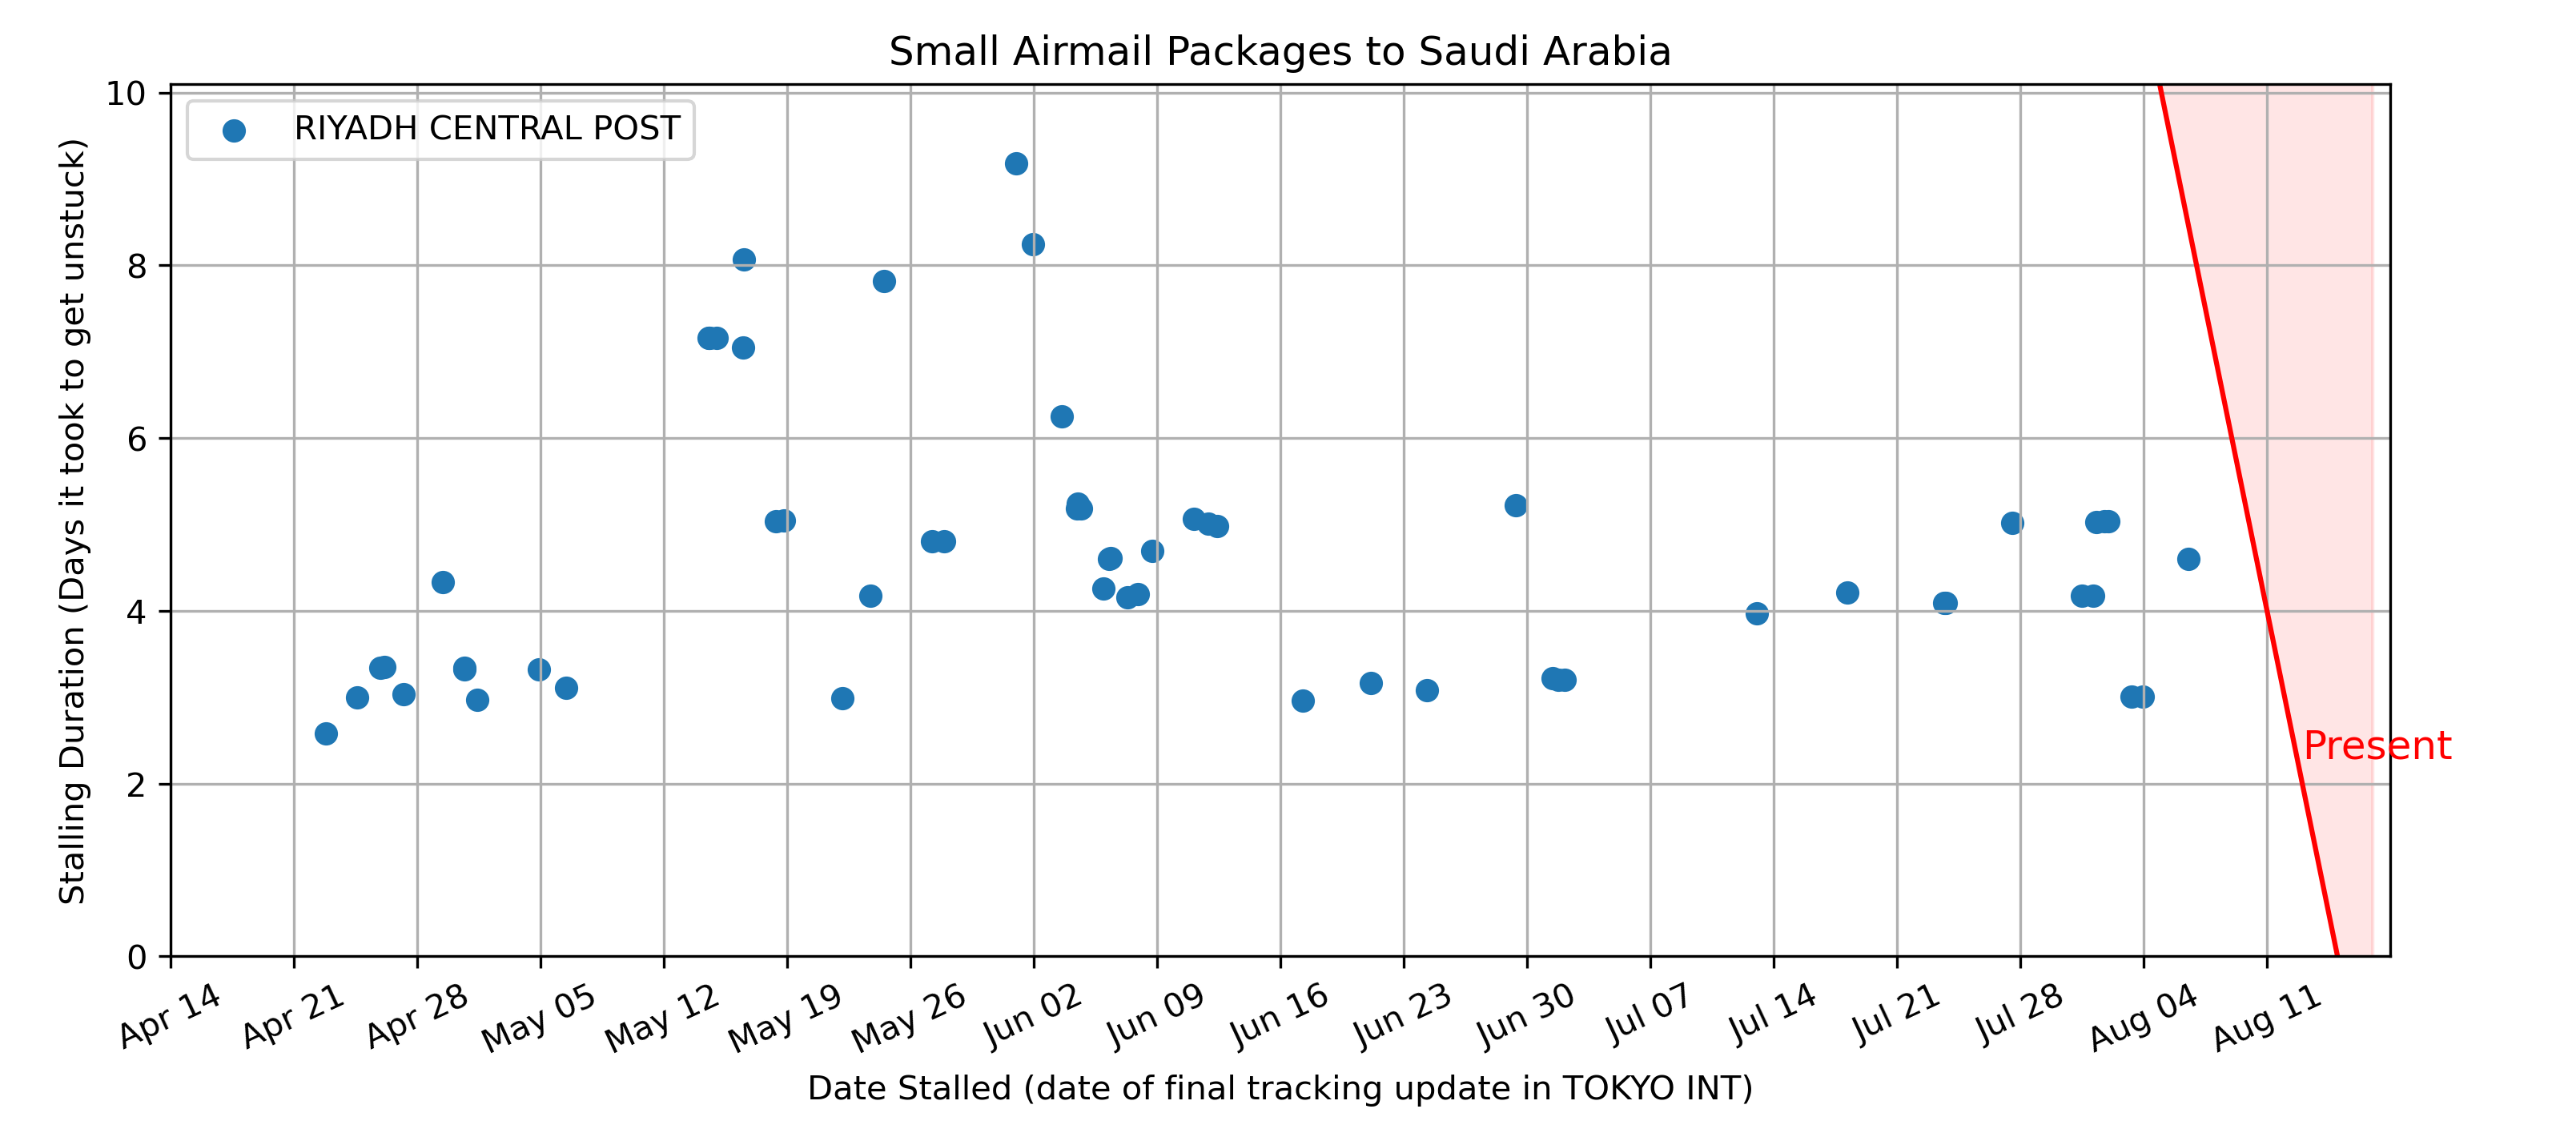 Small Airmail Packages to Saudi Arabia
RIYADH CENTRAL POST
Stalling Duration (Days it took to get unstuck)
10
8
6
4
2
0
Present
Apr 14
Apr 21
Apr 28
May 05
May 12
May 19
May 26
Jun 02
Jun 09
Jun 16
Jun 23
Jun 30
Jul 07
Jul 14
Jul 21
Jul 28
Aug 04
Aug 11
Date Stalled (date of final tracking update in TOKYO INT)